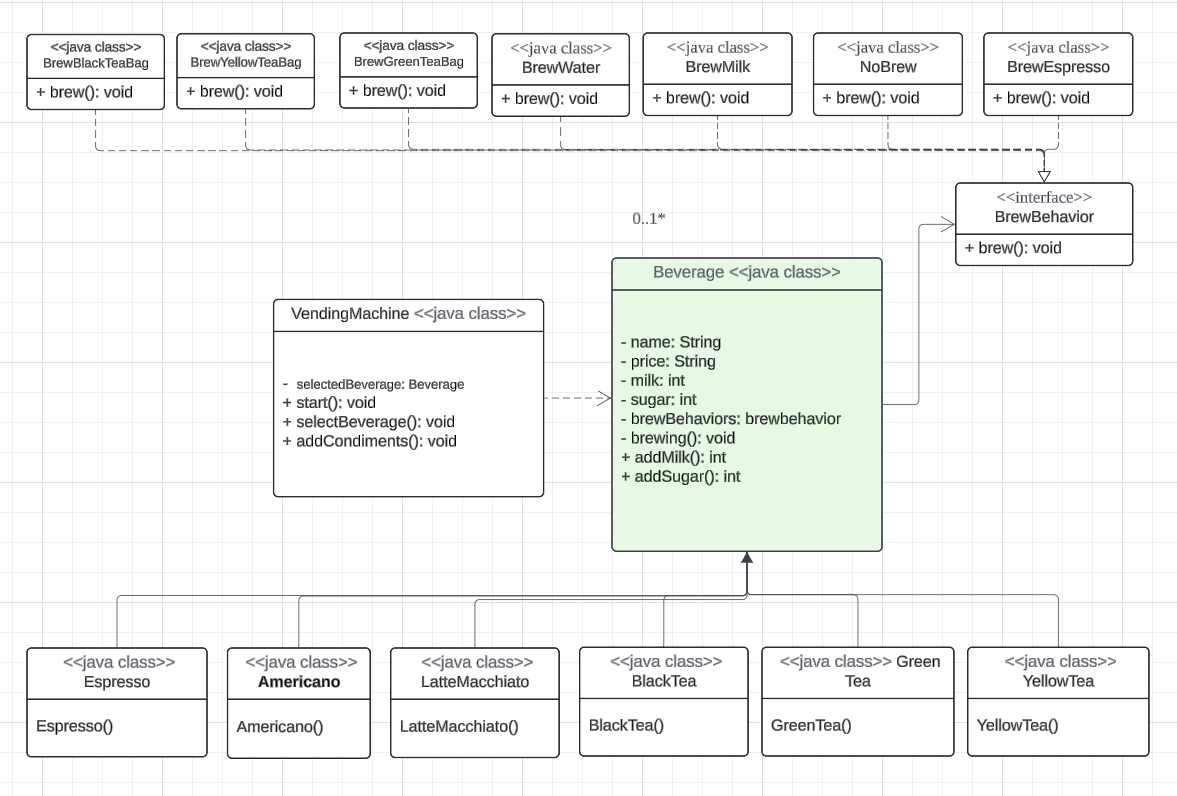 <<java class>>
BrewBlackTeaBag
+ brew(): void
<<java class>>
BrewYellowTeaBag
+ brew(): void
<<java class>>
BrewGreenTeaBag
+ brew(): void
<<java class>>
BrewWater
+ brew(): void
<<java class>>
BrewMilk
+ brew(): void
<<java class>>
NoBrew
+ brew(): void
<<java class>>
BrewEspresso
+ brew(): void
<<interface>>
BrewBehavior
+ brew(): void
0..1*
VendingMachine <<java class>>
- selectedBeverage: Beverage
+ start(): void
+ selectBeverage(): void
+ addCondiments(): void
Beverage <<java class>>
- name: String
- price: String
- milk: int
- sugar: int
- brewBehaviors: brewbehavior
- brewing(): void
+ addMilk(): int
+ addSugar(): int
<<java class>>
Espresso
Espresso()
<<java class>>
Americano
Americano()
<<java class>>
LatteMacchiato
LatteMacchiato()
<<java class>>
BlackTea
BlackTea()
<<java class>> Green
Tea
GreenTea()
<<java class>>
YellowTea
YellowTea()